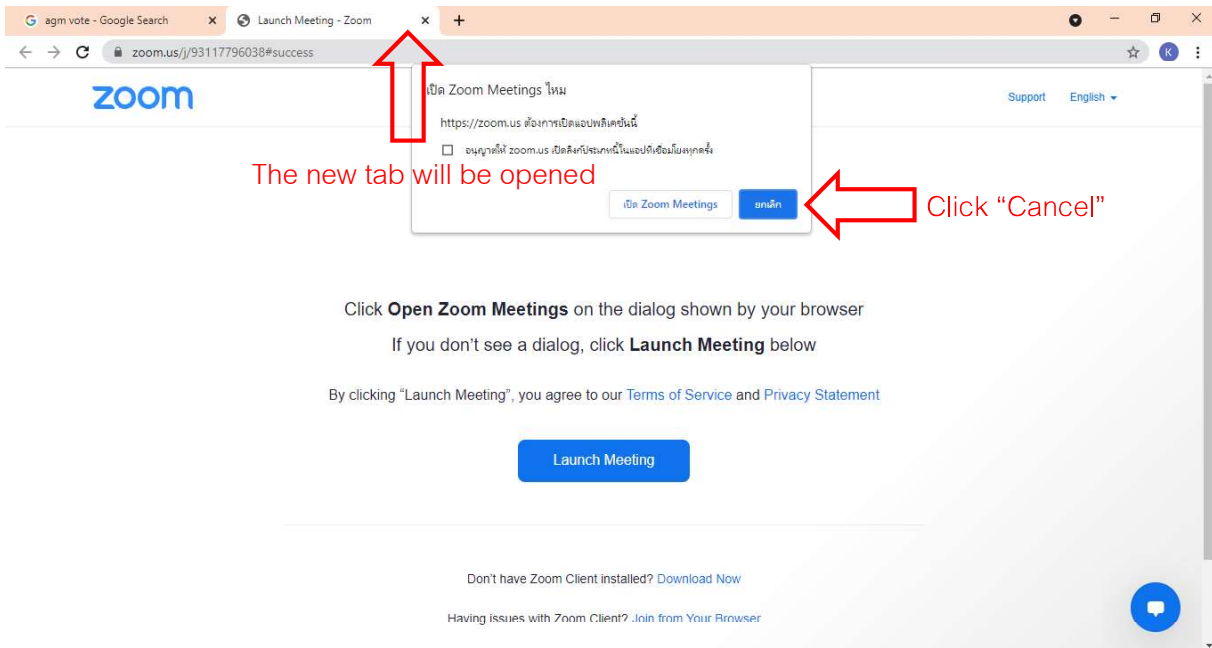 agm vote - Google Search
Launch Meeting - Zoom
zoom.us/j/93117796038#success
K
zoom
Support
English
เปิด Zoom Meetings ไหม
https://zoom.us ต้องการเปิดแอปพลิเคชันนี้
อนุญาตให้ zoom.us เปิดลิงก์ประเภทนี้ในแอปที่เชื่อมโยงทุกครั้ง
The new tab will be opened
เปิด Zoom Meetings
ยกเลิก
Click “Cancel”
Click Open Zoom Meetings on the dialog shown by your browser
If you don’t see a dialog, click Launch Meeting below
By clicking “Launch Meeting”, you agree to our Terms of Service and Privacy Statement
Launch Meeting
Don’t have Zoom Client installed? Download Now
Having issues with Zoom Client? Join from Your Browser